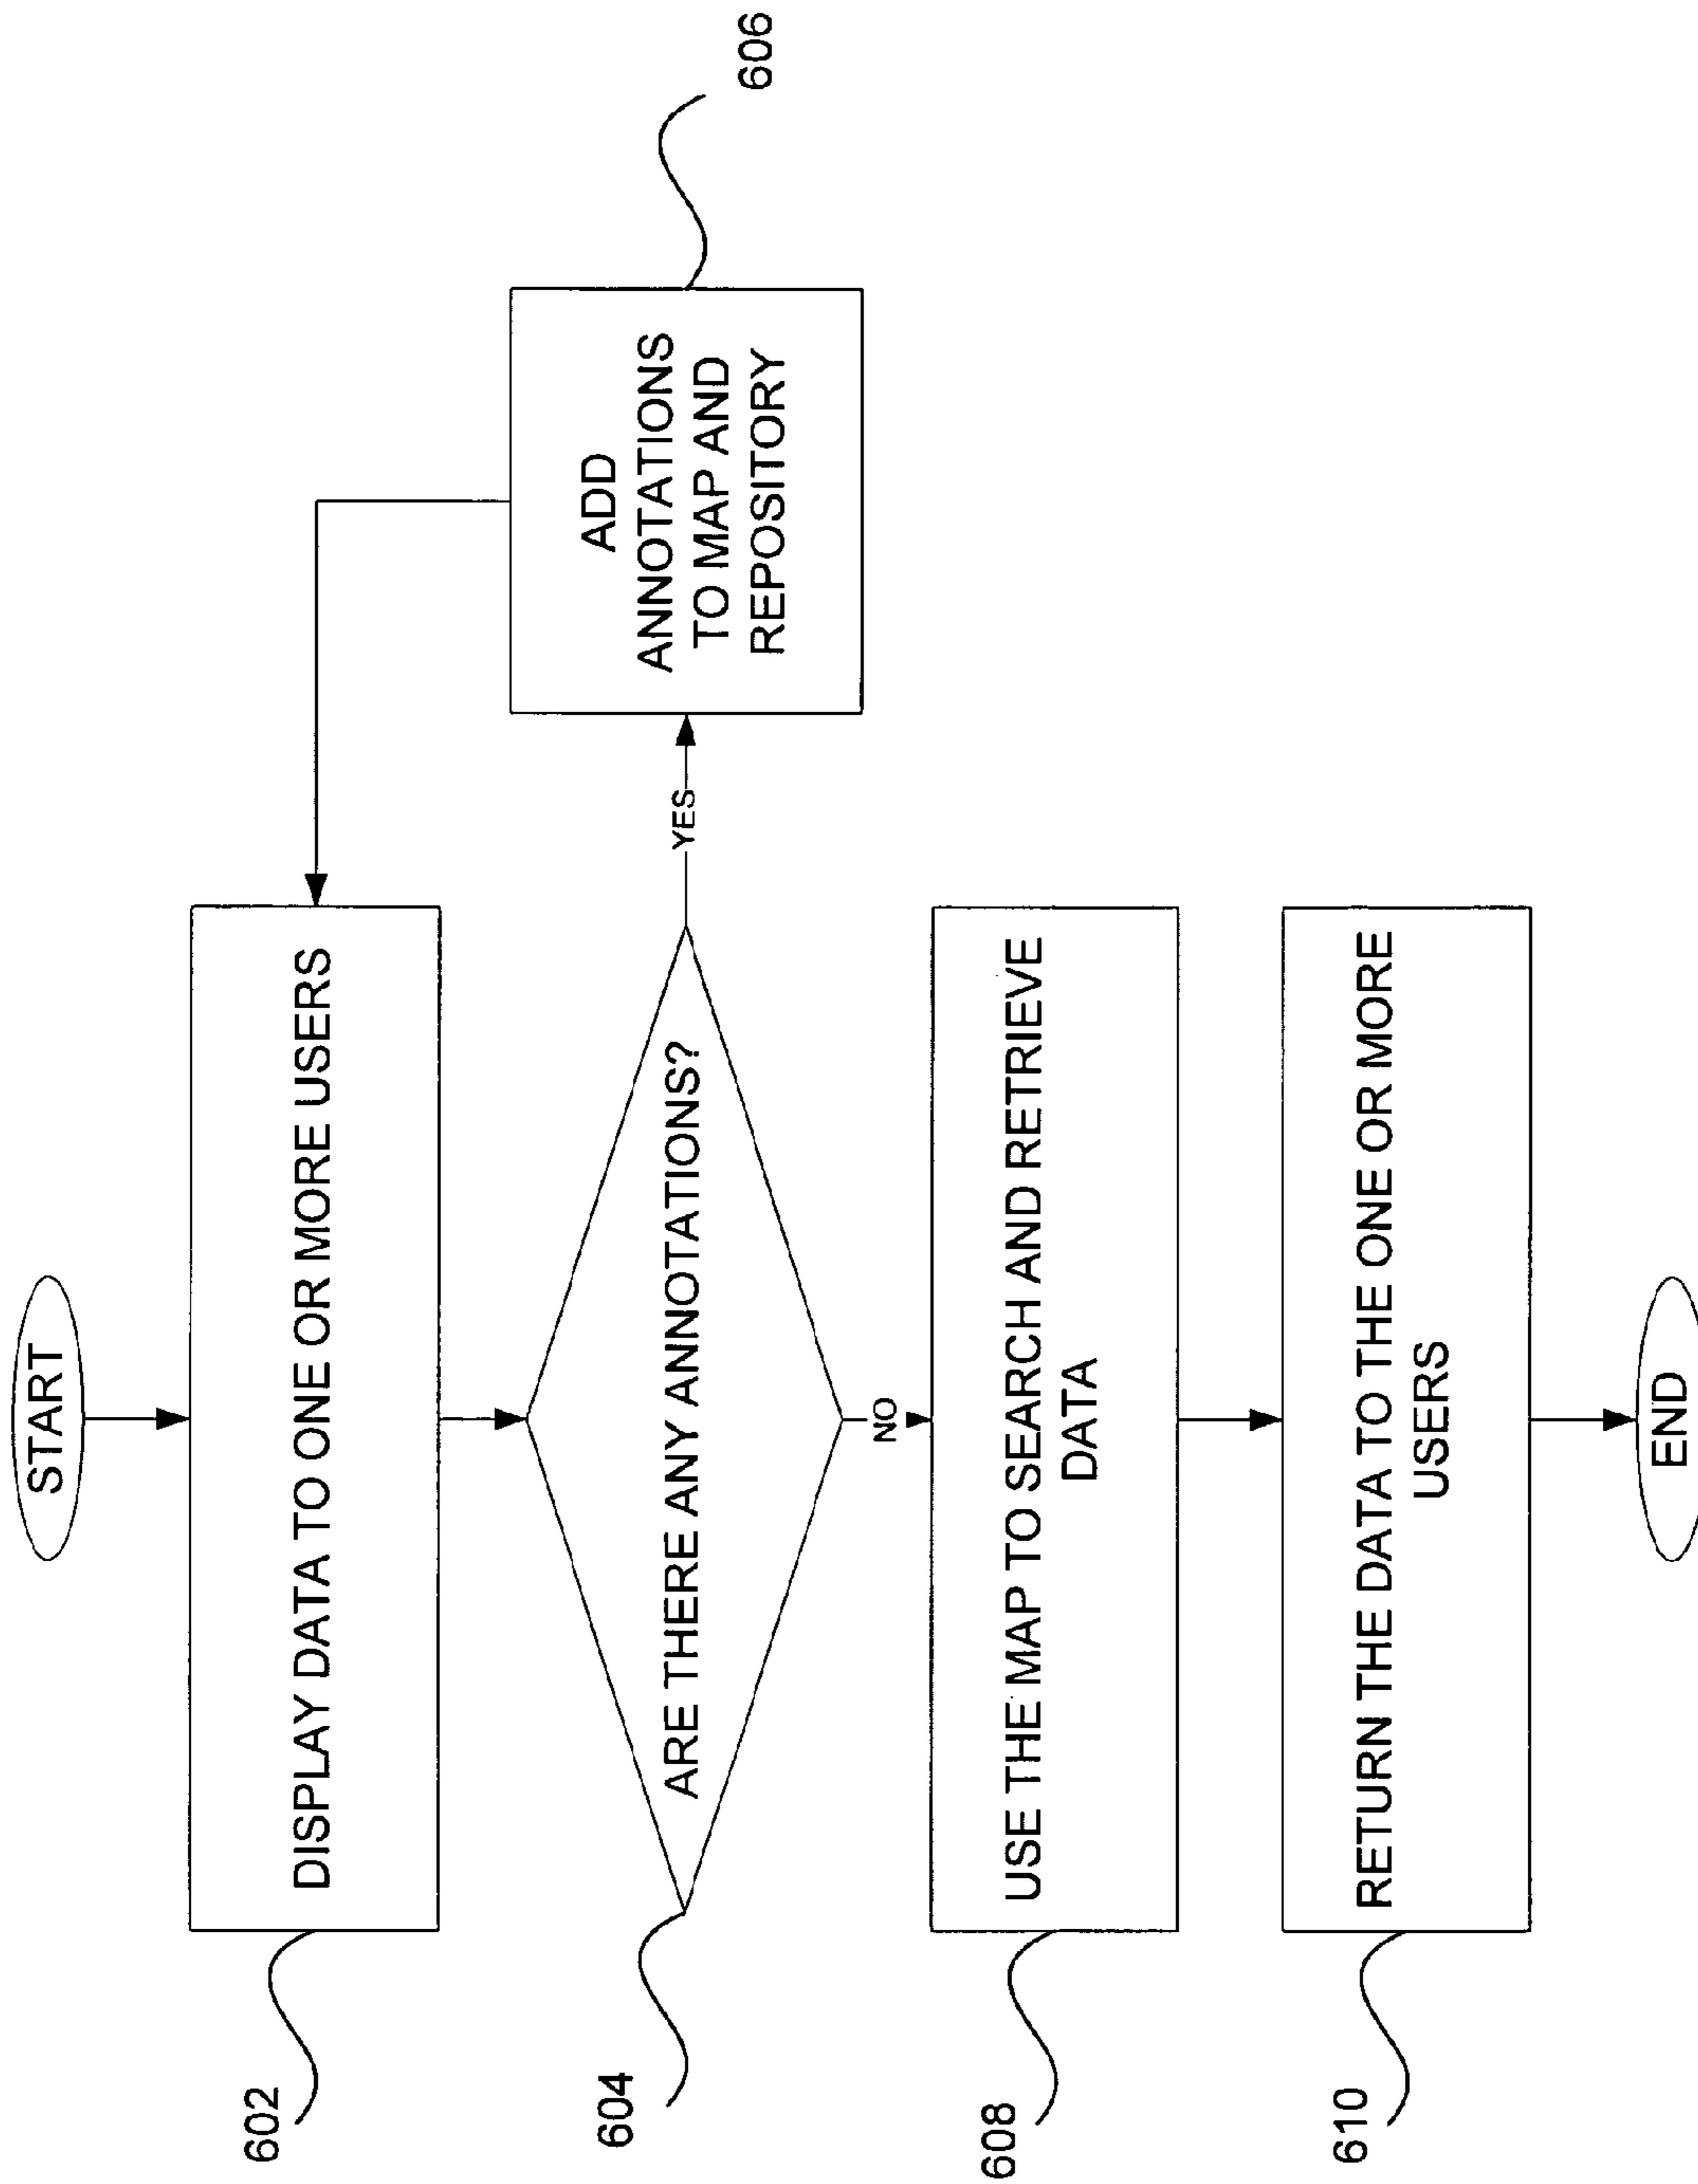 START
602
DISPLAY DATA TO ONE OR MORE USERS
604
ARE THERE ANY ANNOTATIONS?
YES
ADD
ANNOTATIONS
TO MAP AND
REPOSITORY
606
NO
608
USE THE MAP TO SEARCH AND RETRIEVE
DATA
610
RETURN THE DATA TO THE ONE OR MORE
USERS
END